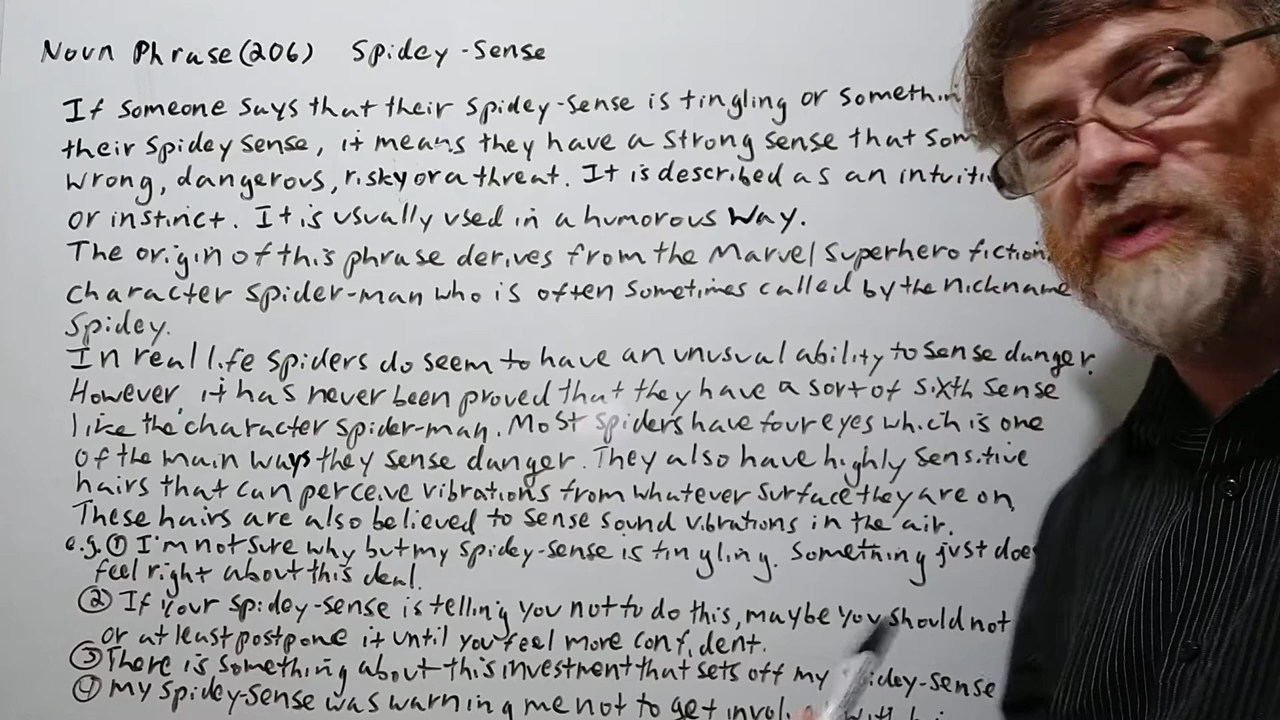 Noun Phrase (206) Spidey-Sense
If someone says that their spidey-sense is tingling or
their spidey sense, it means they have a strong sense that
wrong, dangerous, risky or a threat. It is described as an
or instinct. It is usually used in a humorous way.
The origin of this phrase derives from the Marvel Superhero
character spider-man who is often sometimes called by the nickname
Spidey.
In real life spiders do seem to have an unusual ability to sense danger.
However, it has never been proved that they have a sort of sixth sense
like the character spider-man. Most spiders have four eyes which is one
of the main ways they sense danger. They also have highly sensitive
hairs that can perceive vibrations from whatever surface they are on
These hairs are also believed to sense sound vibrations in the air.
e.g. ① I'm not sure why but my spidey-sense is tingling. Something just
feel right about this deal.
② If your spidey-sense is telling you not to do this, maybe you should not
or at least postpone it until you feel more confident.
③ There is something about this investment that sets off my spidey-sense
④ My spidey-sense was warning me not to get